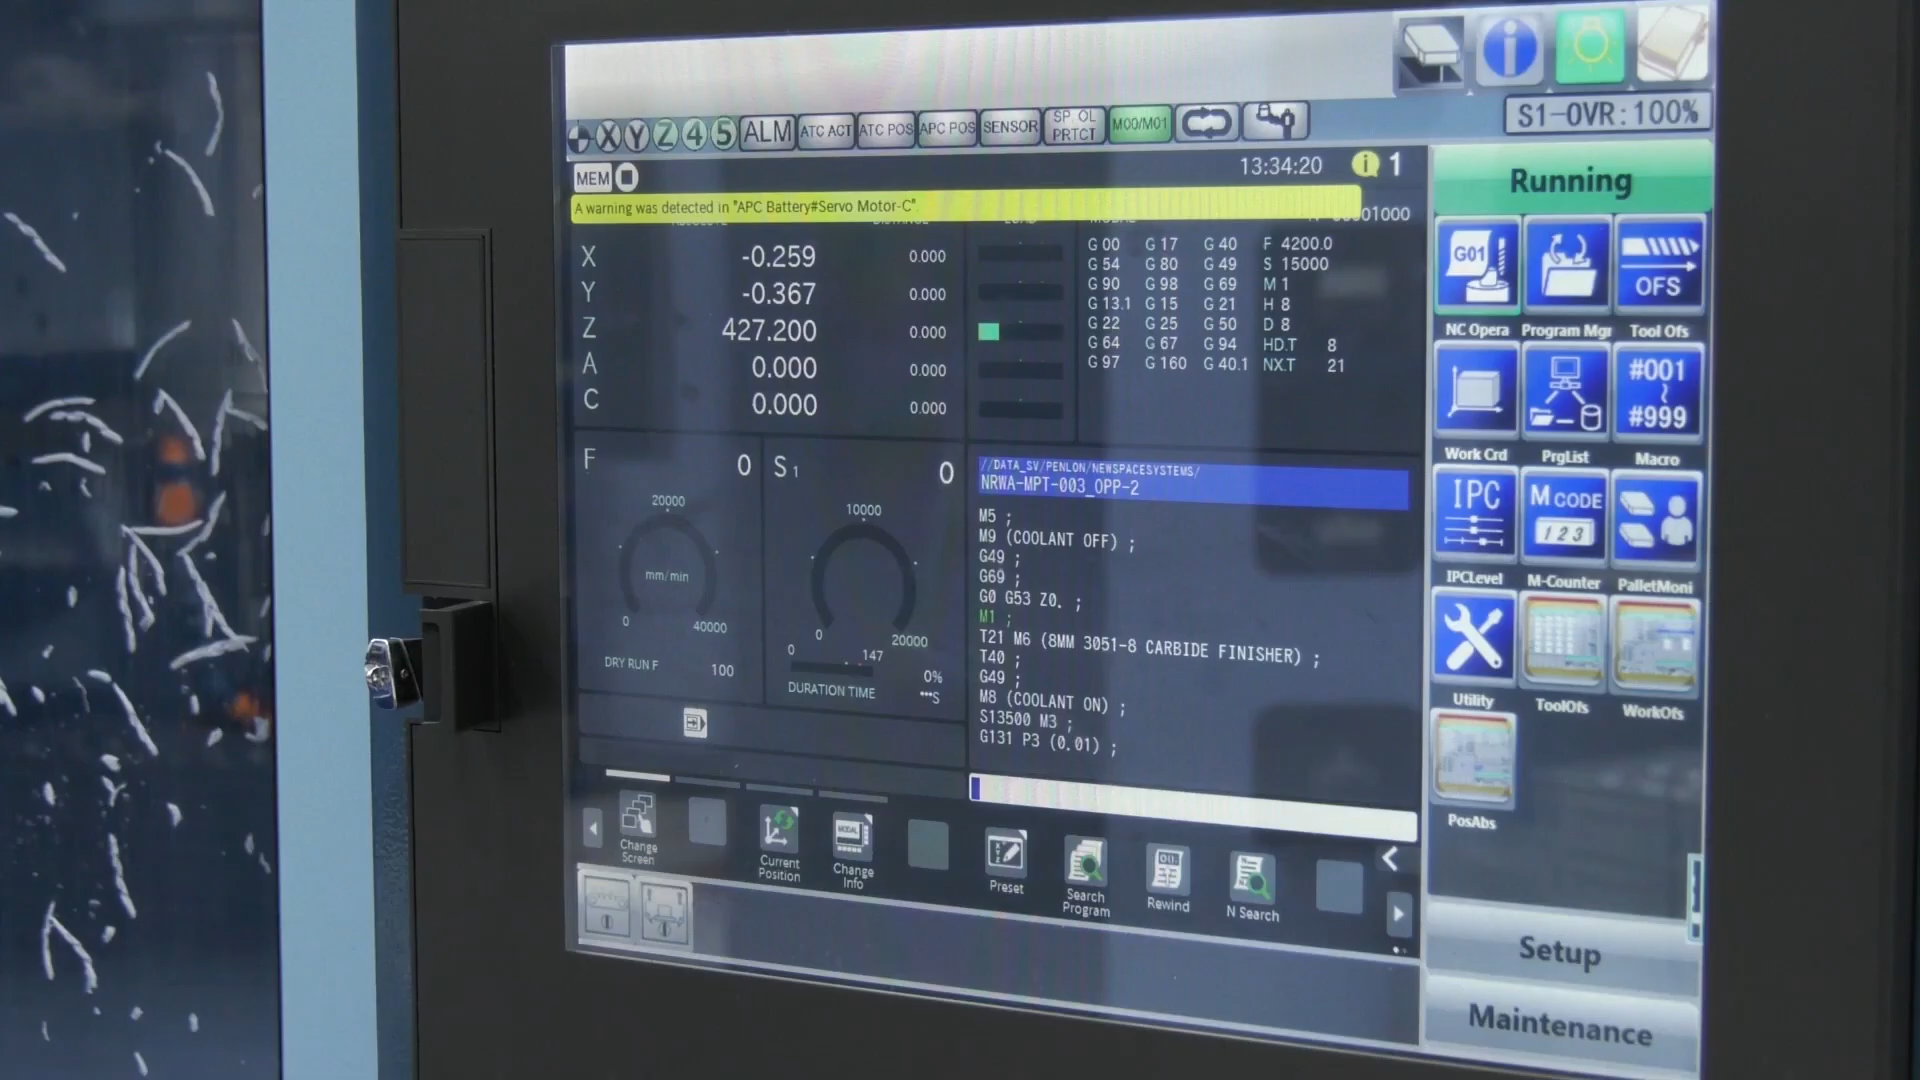 X Y Z 4 5 ALM ATC ACT ATC POS APC POS SENSOR SP OL PRTCT M00/M01
S1-OVR:100%
MEM
13:34:20 i 1
A warning was detected in "APC Battery#Servo Motor-C".
X -0.259 0.000
Y -0.367 0.000
Z 427.200 0.000
A 0.000 0.000
C 0.000 0.000
G 00 G 17 G 40 F 4200.0
G 54 G 80 G 49 S 15000
G 90 G 98 G 69 M 1
G 13.1 G 15 G 21 H 8
G 22 G 25 G 50 D 8
G 64 G 67 G 94 HD.T 8
G 97 G 160 G 40.1 NX.T 21
F 0
20000
mm/min
0 40000
DRY RUN F 100
S 1 0
10000
0 20000
0 147
0%
DURATION TIME ***S
//DATA_SV/PENLON/NEWSPACESYSTEMS/
NRWA-MPT-003_OPP-2
M5 ;
M9 (COOLANT OFF) ;
G49 ;
G69 ;
G0 G53 Z0. ;
M1 ;
T21 M6 (8MM 3051-8 CARBIDE FINISHER) ;
T40 ;
G49 ;
M8 (COOLANT ON) ;
S13500 M3 ;
G131 P3 (0.01) ;
Change
Screen
Current
Position
MODAL
Change
Info
Preset
Search
Program
Rewind
N Search
Running
G01
OFS
NC Opera Program Mgr Tool Ofs
#001
~
#999
Work Crd PrgList Macro
IPC
M CODE
1 2 3
IPCLevel M-Counter PalletMoni
Utility ToolOfs WorkOfs
PosAbs
Setup
Maintenance